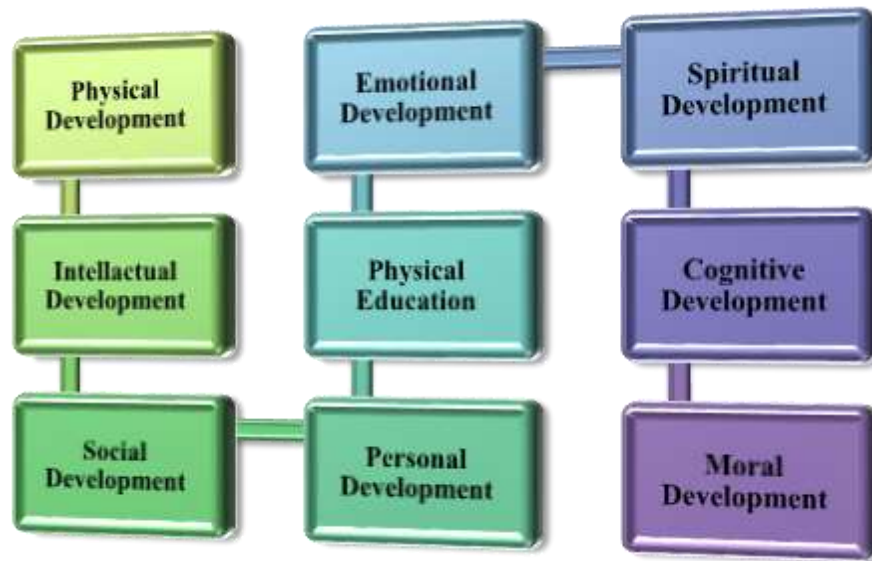 Physical
Development
Intellactual
Development
Social
Development
Personal
Development
Physical
Education
Emotional
Development
Spiritual
Development
Cognitive
Development
Moral
Development